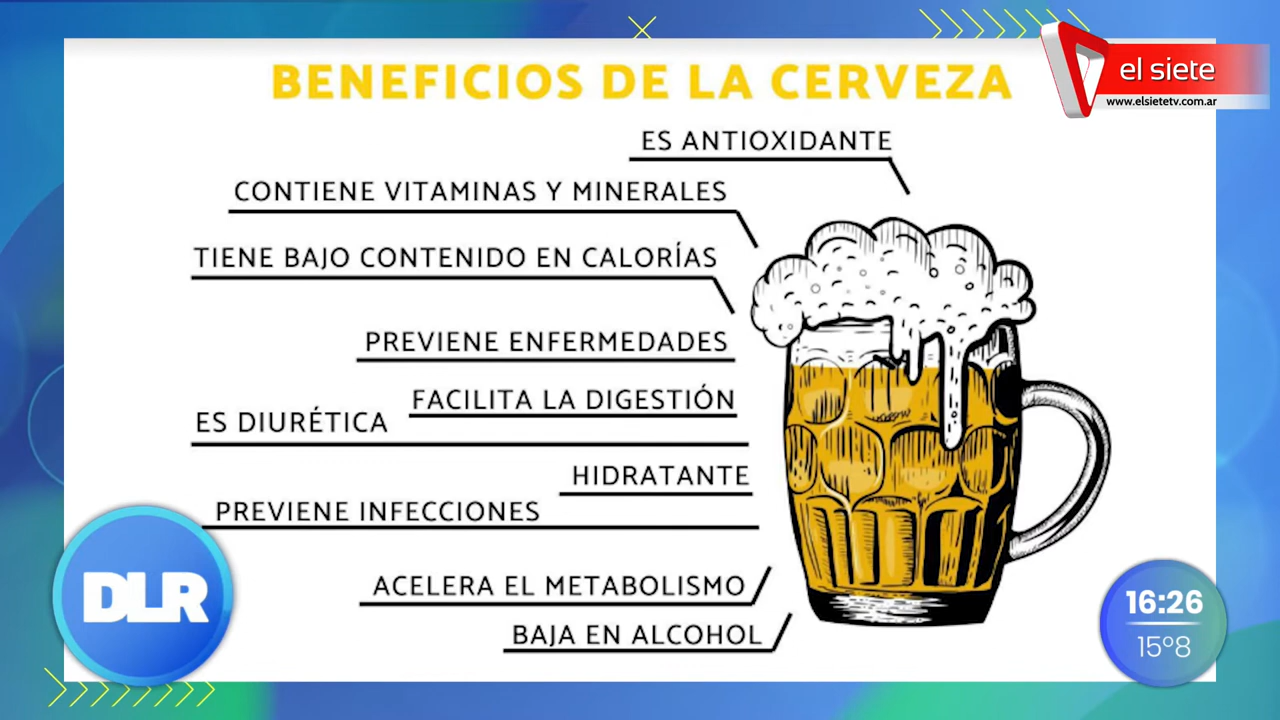 BENEFICIOS DE LA CERVEZA
el siete
www.elsietetv.com.ar
ES ANTIOXIDANTE
CONTIENE VITAMINAS Y MINERALES
TIENE BAJO CONTENIDO EN CALORÍAS
PREVIENE ENFERMEDADES
FACILITA LA DIGESTIÓN
ES DIURÉTICA
HIDRATANTE
PREVIENE INFECCIONES
ACELERA EL METABOLISMO
BAJA EN ALCOHOL
DLR
16:26
15º8